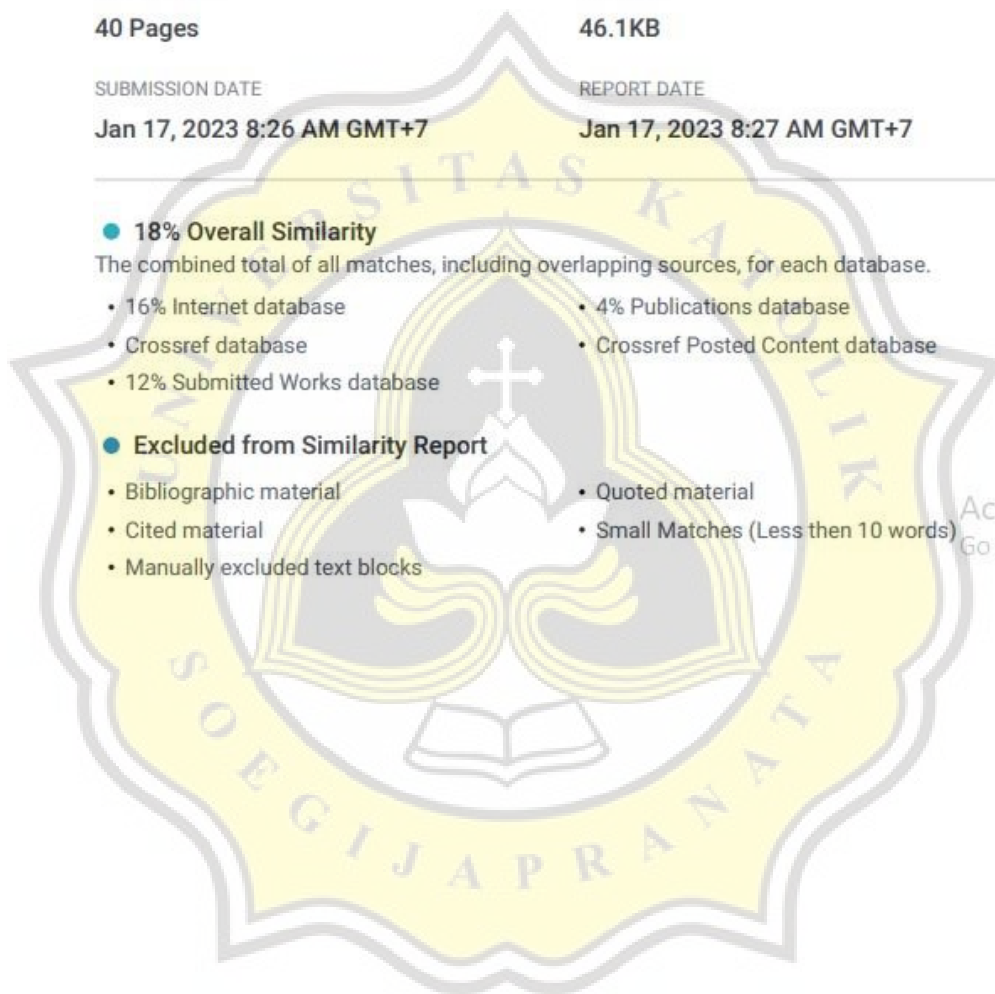 40 Pages
46.1KB
SUBMISSION DATE
REPORT DATE
Jan 17, 2023 8:26 AM GMT+7
Jan 17, 2023 8:27 AM GMT+7
18% Overall Similarity
The combined total of all matches, including overlapping sources, for each database.
• 16% Internet database
• 4% Publications database
• Crossref database
• Crossref Posted Content database
• 12% Submitted Works database
Excluded from Similarity Report
• Bibliographic material
• Quoted material
• Cited material
• Small Matches (Less then 10 words)
• Manually excluded text blocks
Ac
Go
UNIVERSITAS KATOLIK
SOEGIJAPRANATA